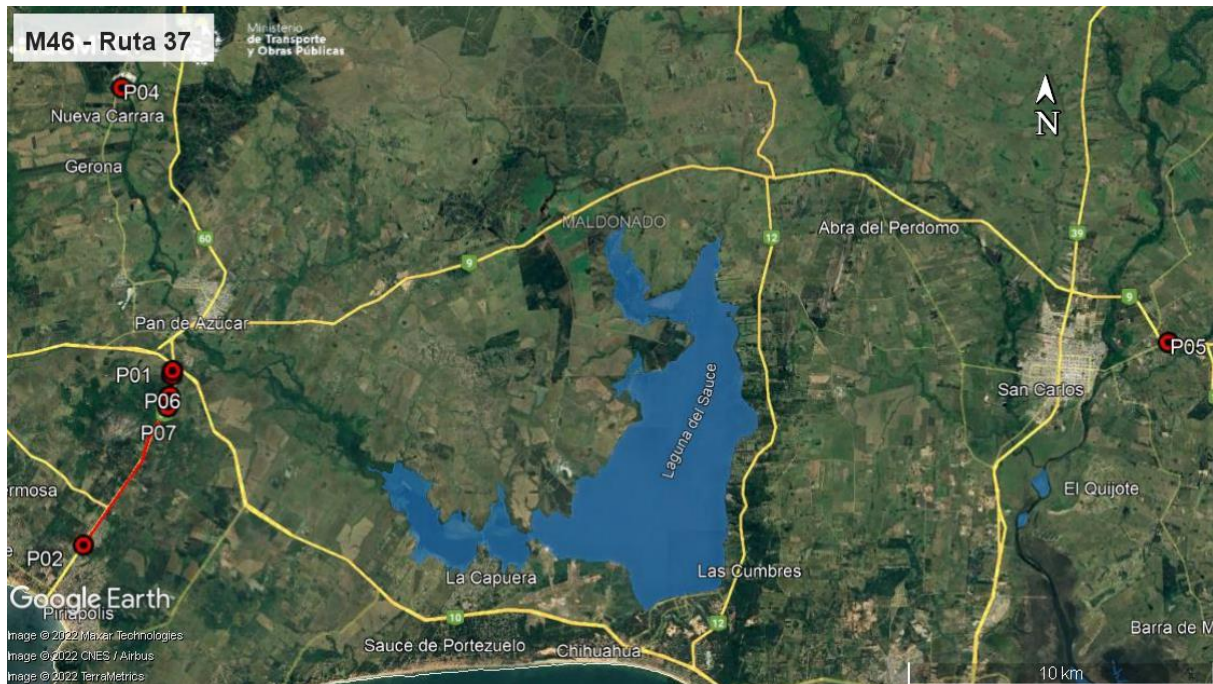 M46 - Ruta 37
Ministerio
de Transporte
y Obras Públicas
P04
Nueva Carrara
Gerona
N
MALDONADO
60
9
12
Abra del Perdomo
39
9
Pan de Azúcar
P05
P01
San Carlos
P06
P07
Laguna del Sauce
El Quijote
P02
Las Cumbres
La Capuera
Google Earth
Piriápolis
10
12
Barra de M
Image © 2022 Maxar Technologies
Sauce de Portezuelo
Chihuahua
Image © 2022 CNES / Airbus
Image © 2022 TerraMetrics
10 km